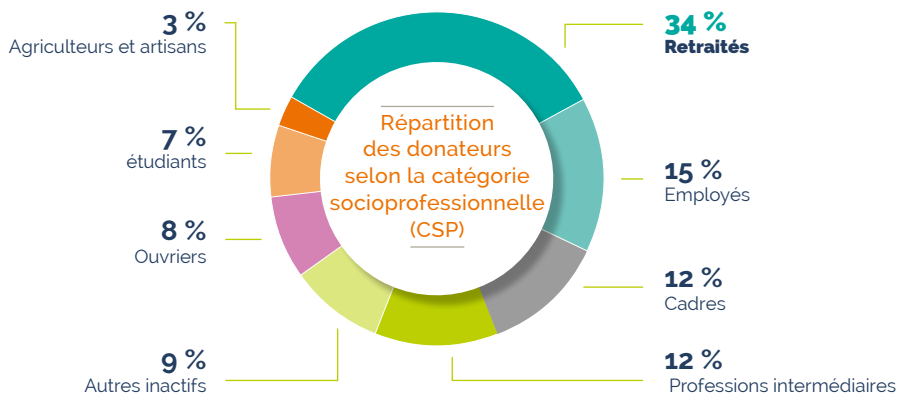 3 %
Agriculteurs et artisans
34 %
Retraités
7 %
étudiants
Répartition
des donateurs
selon la catégorie
socioprofessionnelle
(CSP)
15 %
Employés
8 %
Ouvriers
12 %
Cadres
9 %
Autres inactifs
12 %
Professions intermédiaires